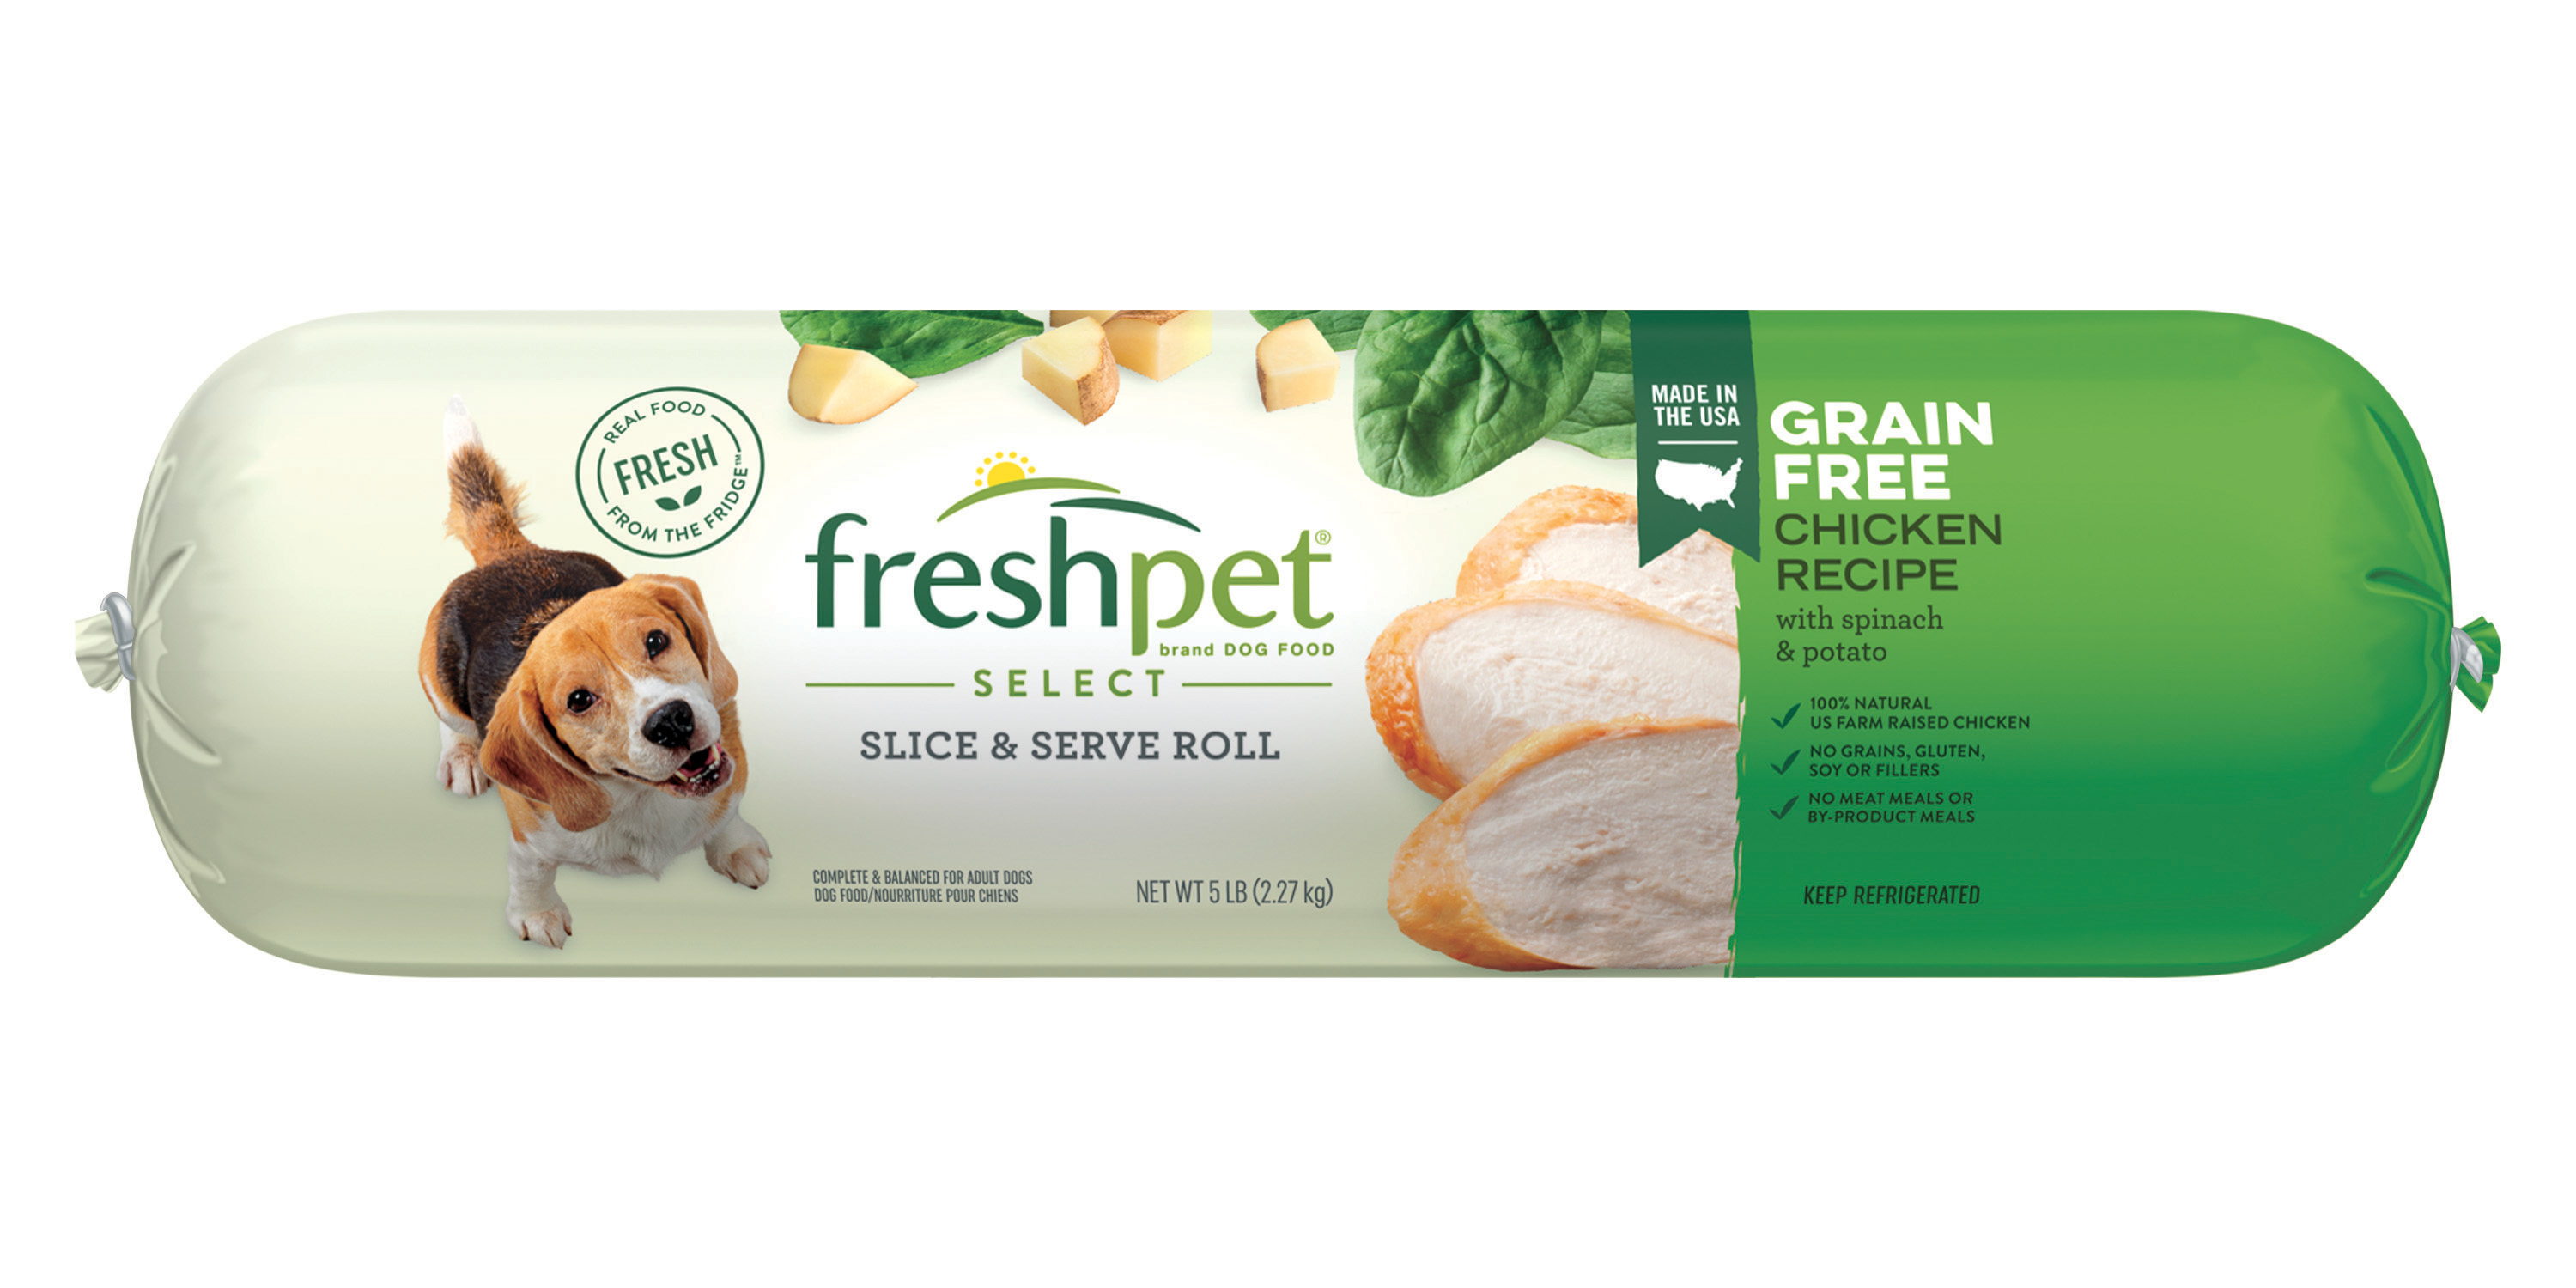 REAL FOOD
FRESH
FROM THE FRIDGE™
freshpet®
brand DOG FOOD
SELECT
SLICE & SERVE ROLL
COMPLETE & BALANCED FOR ADULT DOGS
DOG FOOD/NOURRITURE POUR CHIENS
NET WT 5 LB (2.27 kg)
MADE IN
THE USA
GRAIN
FREE
CHICKEN
RECIPE
with spinach
& potato
100% NATURAL
US FARM RAISED CHICKEN
NO GRAINS, GLUTEN,
SOY OR FILLERS
NO MEAT MEALS OR
BY-PRODUCT MEALS
KEEP REFRIGERATED